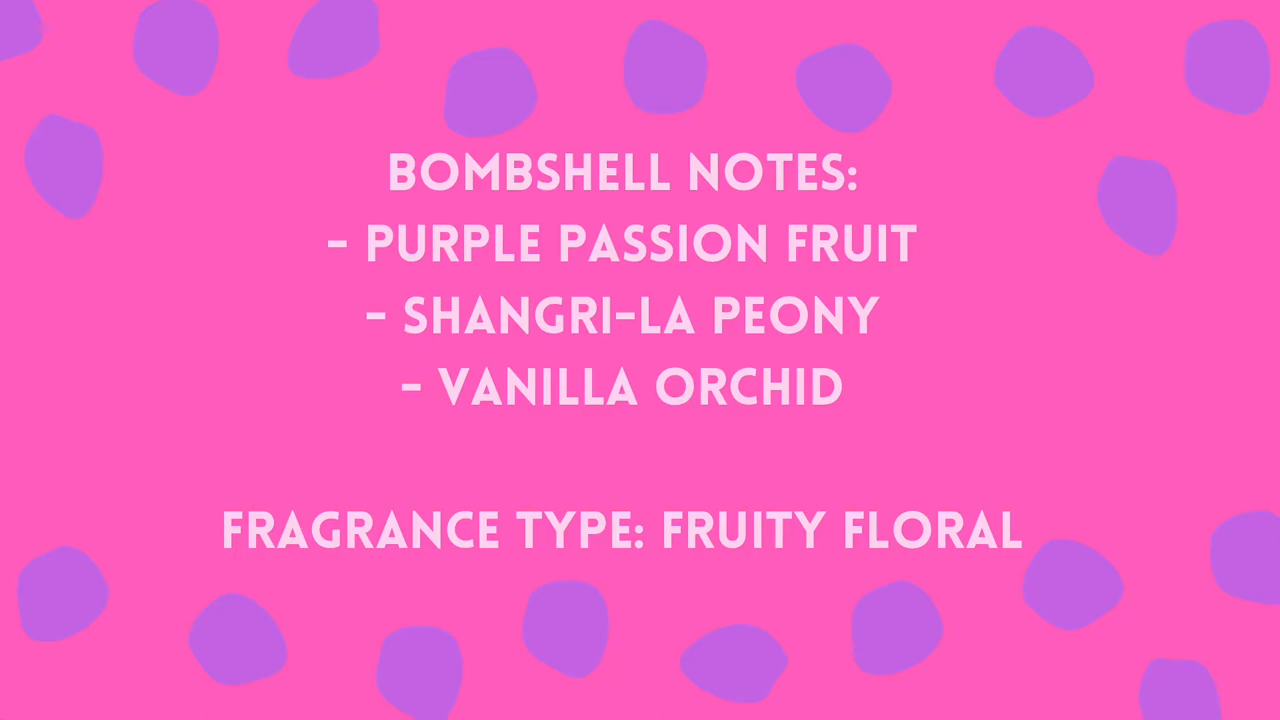 BOMBSHELL NOTES:
- PURPLE PASSION FRUIT
- SHANGRI-LA PEONY
- VANILLA ORCHID
FRAGRANCE TYPE: FRUITY FLORAL